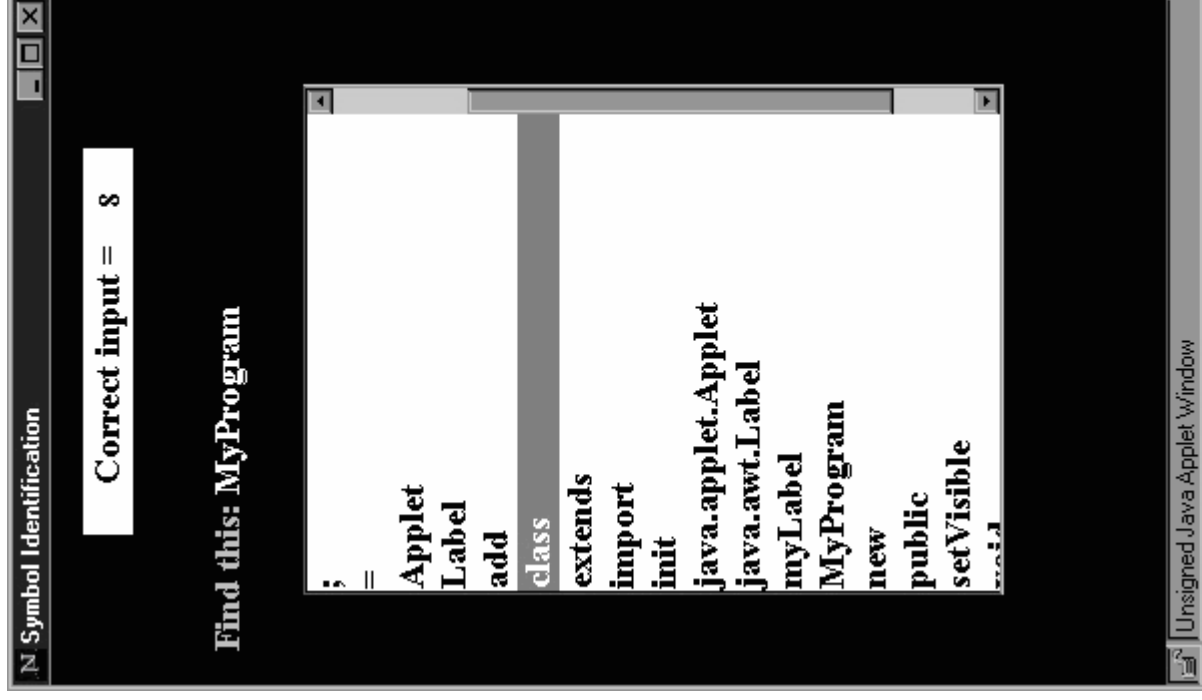 Symbol Identification
Correct input = 8
Find this: MyProgram
;
=
Applet
Label
add
class
extends
import
init
java.applet.Applet
java.awt.Label
myLabel
MyProgram
new
public
setVisible
void
Unsigned Java Applet Window